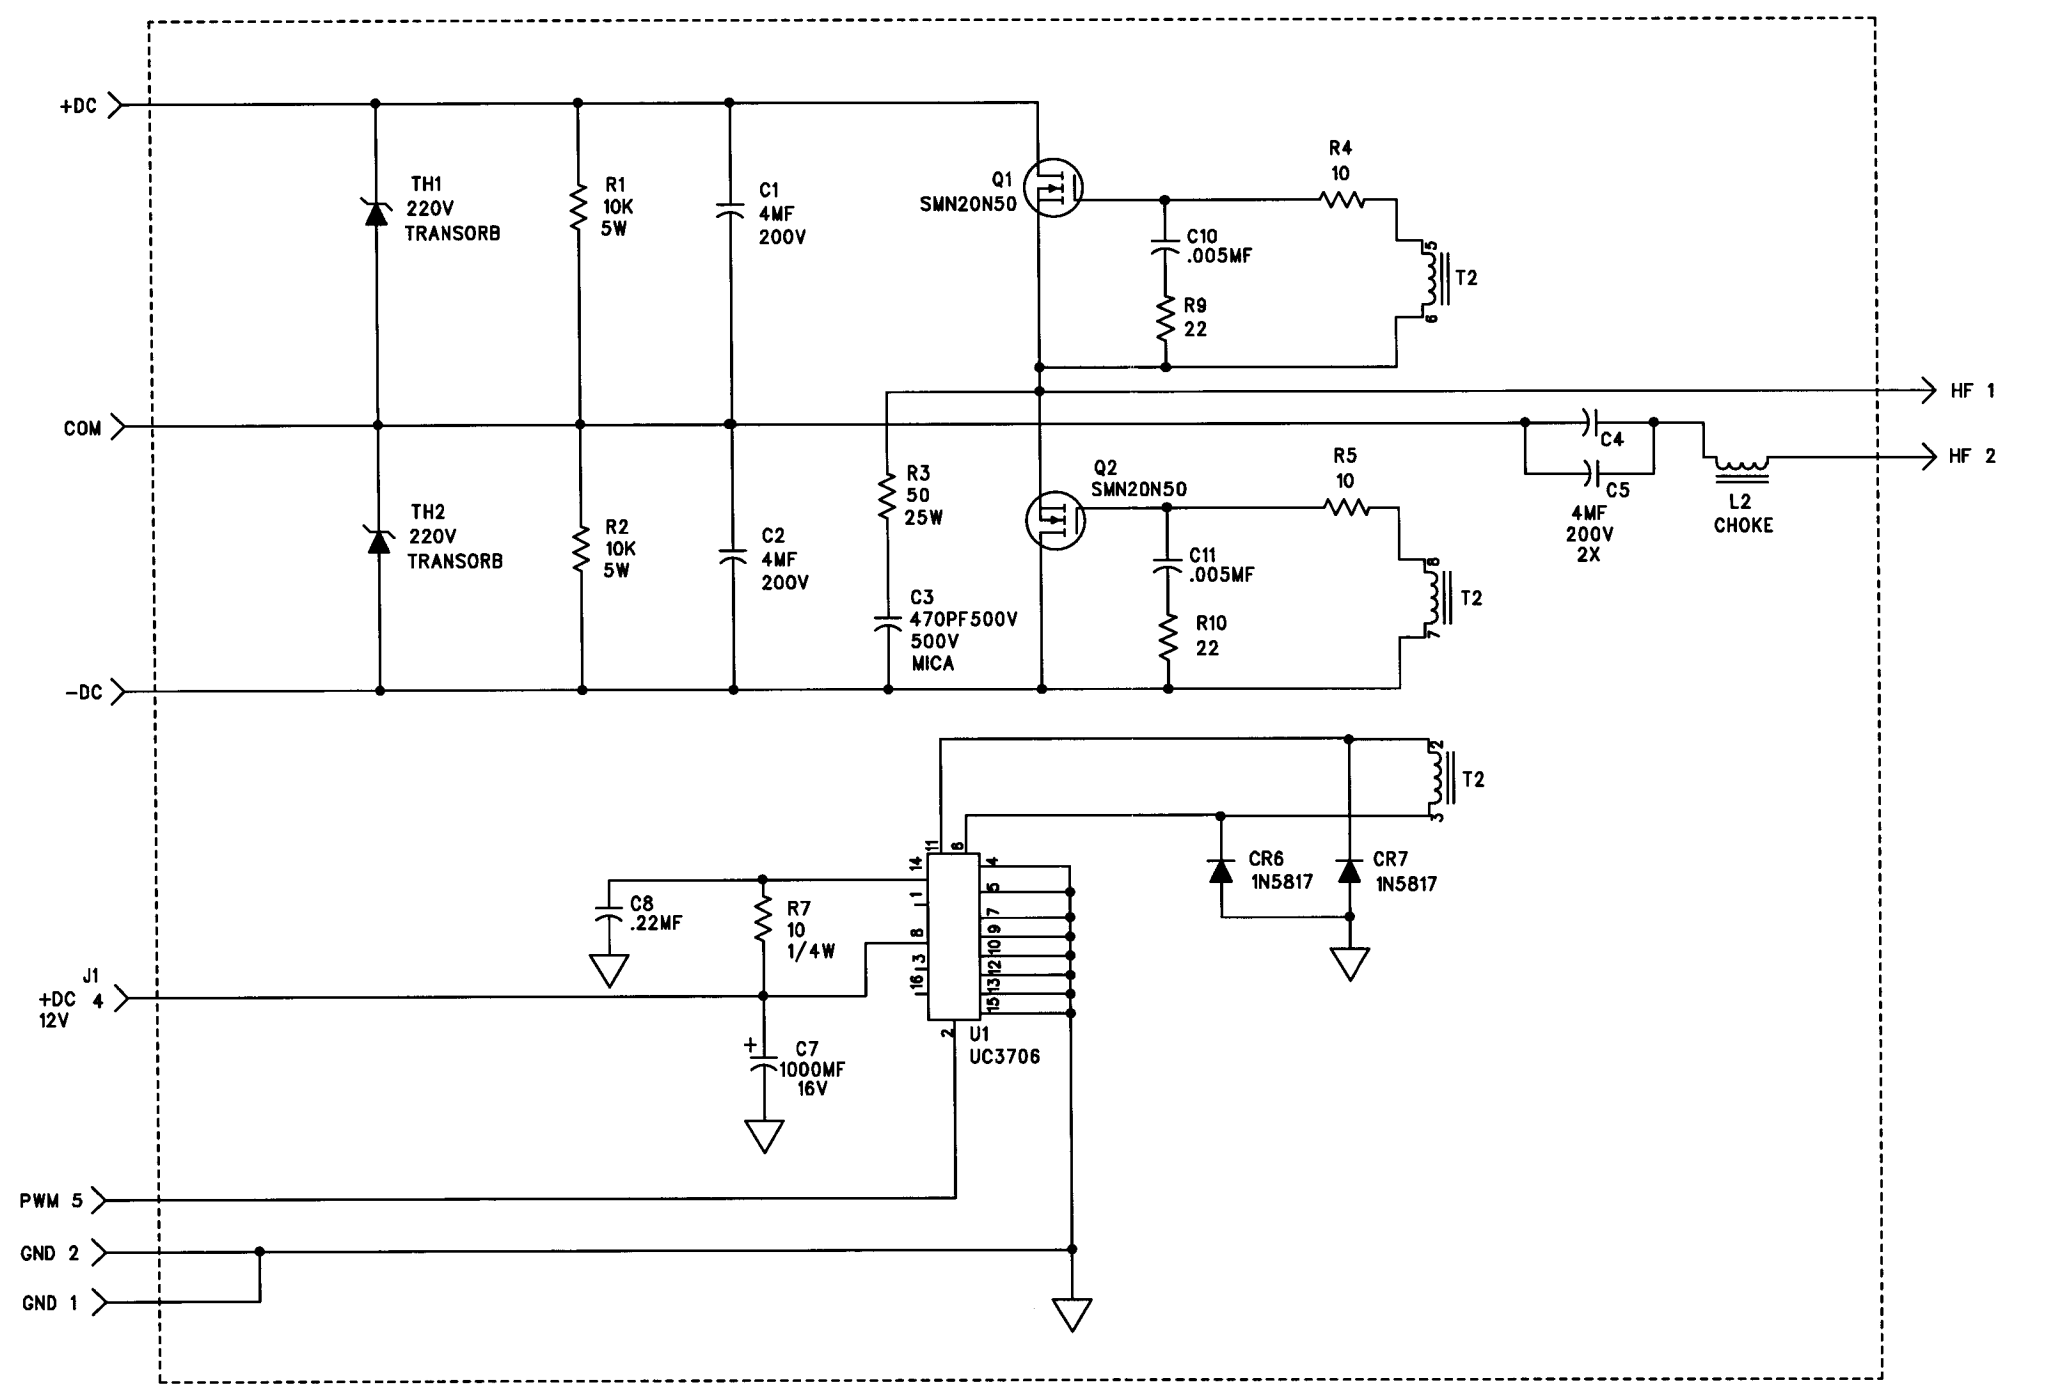 +DC
TH1
220V
TRANSORB
R1
10K
5W
C1
4MF
200V
Q1
SMN20N50
R4
10
C10
.005MF
R9
22
5
T2
6
HF 1
COM
C4
C5
4MF
200V
2X
L2
CHOKE
HF 2
TH2
220V
TRANSORB
R2
10K
5W
C2
4MF
200V
R3
50
25W
C3
470PF500V
500V
MICA
Q2
SMN20N50
R5
10
C11
.005MF
R10
22
8
T2
7
-DC
2
T2
3
11
6
14
1
8
3
16
4
5
7
9
10
12
13
15
2
U1
UC3706
CR6
1N5817
CR7
1N5817
C8
.22MF
R7
10
1/4W
J1
+DC 4
12V
+
C7
1000MF
16V
PWM 5
GND 2
GND 1